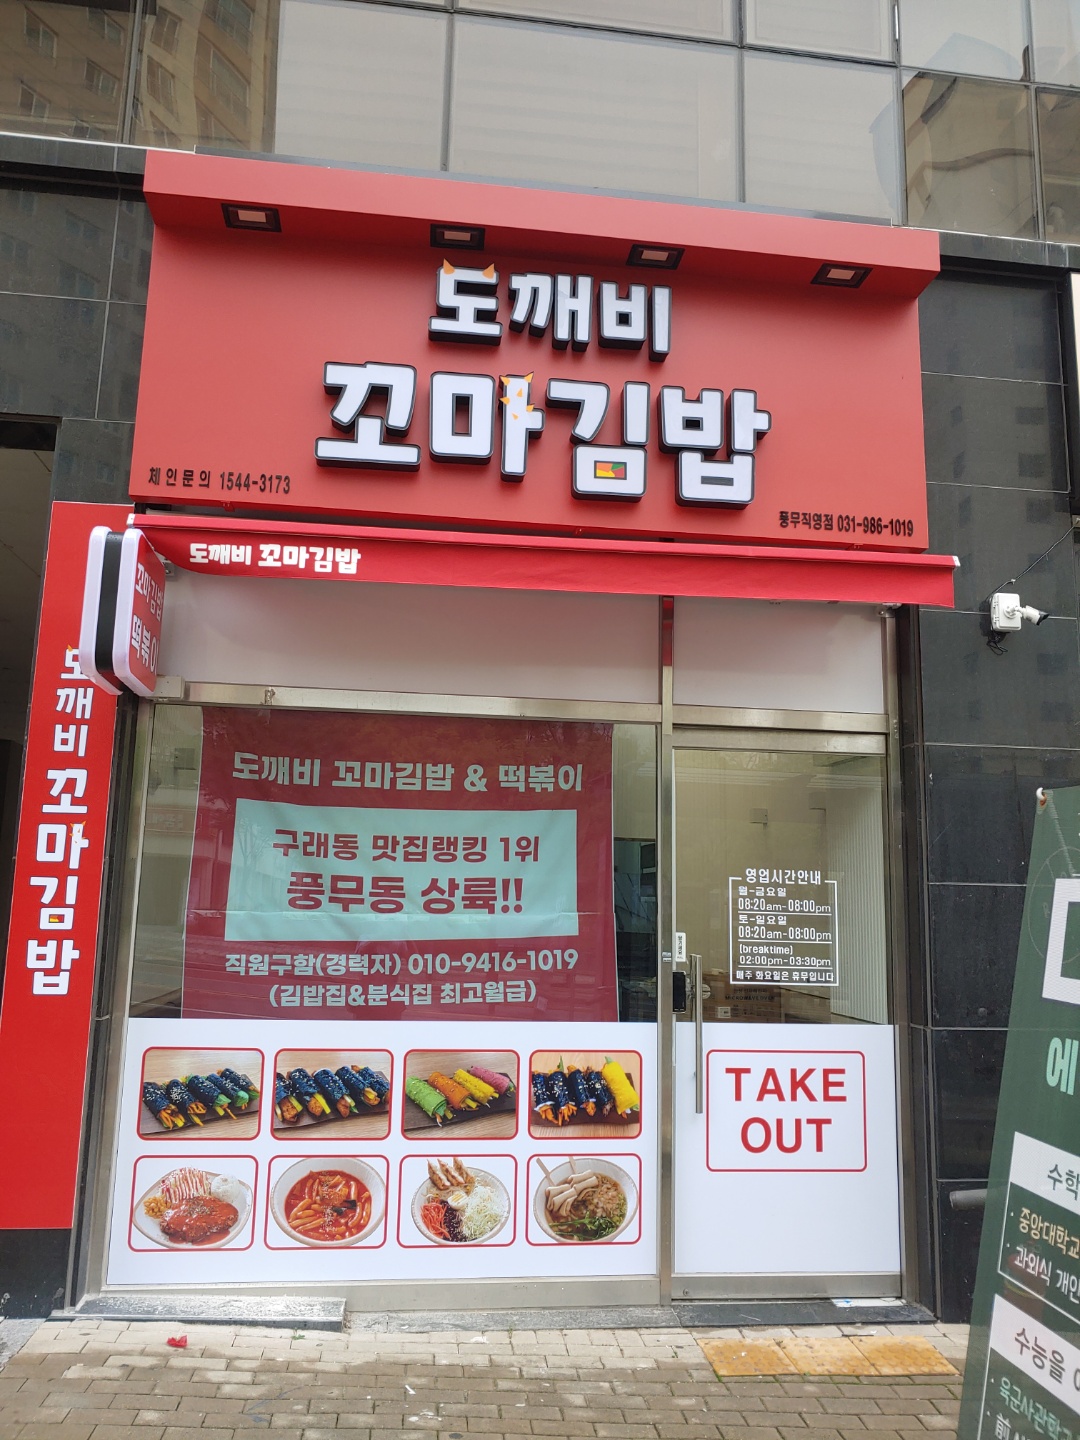 도깨비
꼬마김밥
체인문의 1544-3173
풍무직영점 031-986-1019
도깨비 꼬마김밥
꼬마김밥
떡볶이
도깨비 꼬마김밥
도깨비 꼬마김밥 & 떡볶이
구래동 맛집랭킹 1위
풍무동 상륙!!
직원구함(경력자) 010-9416-1019
(김밥집&분식집 최고월급)
영업시간안내
월-금요일
08:20am-08:00pm
토-일요일
08:20am-08:00pm
(breaktime)
02:00pm-03:30pm
매주 화요일은 휴무입니다
TAKE
OUT
에
수학
· 중앙대학교
· 과외식 개인
수능을
· 육군사관학교
· 前